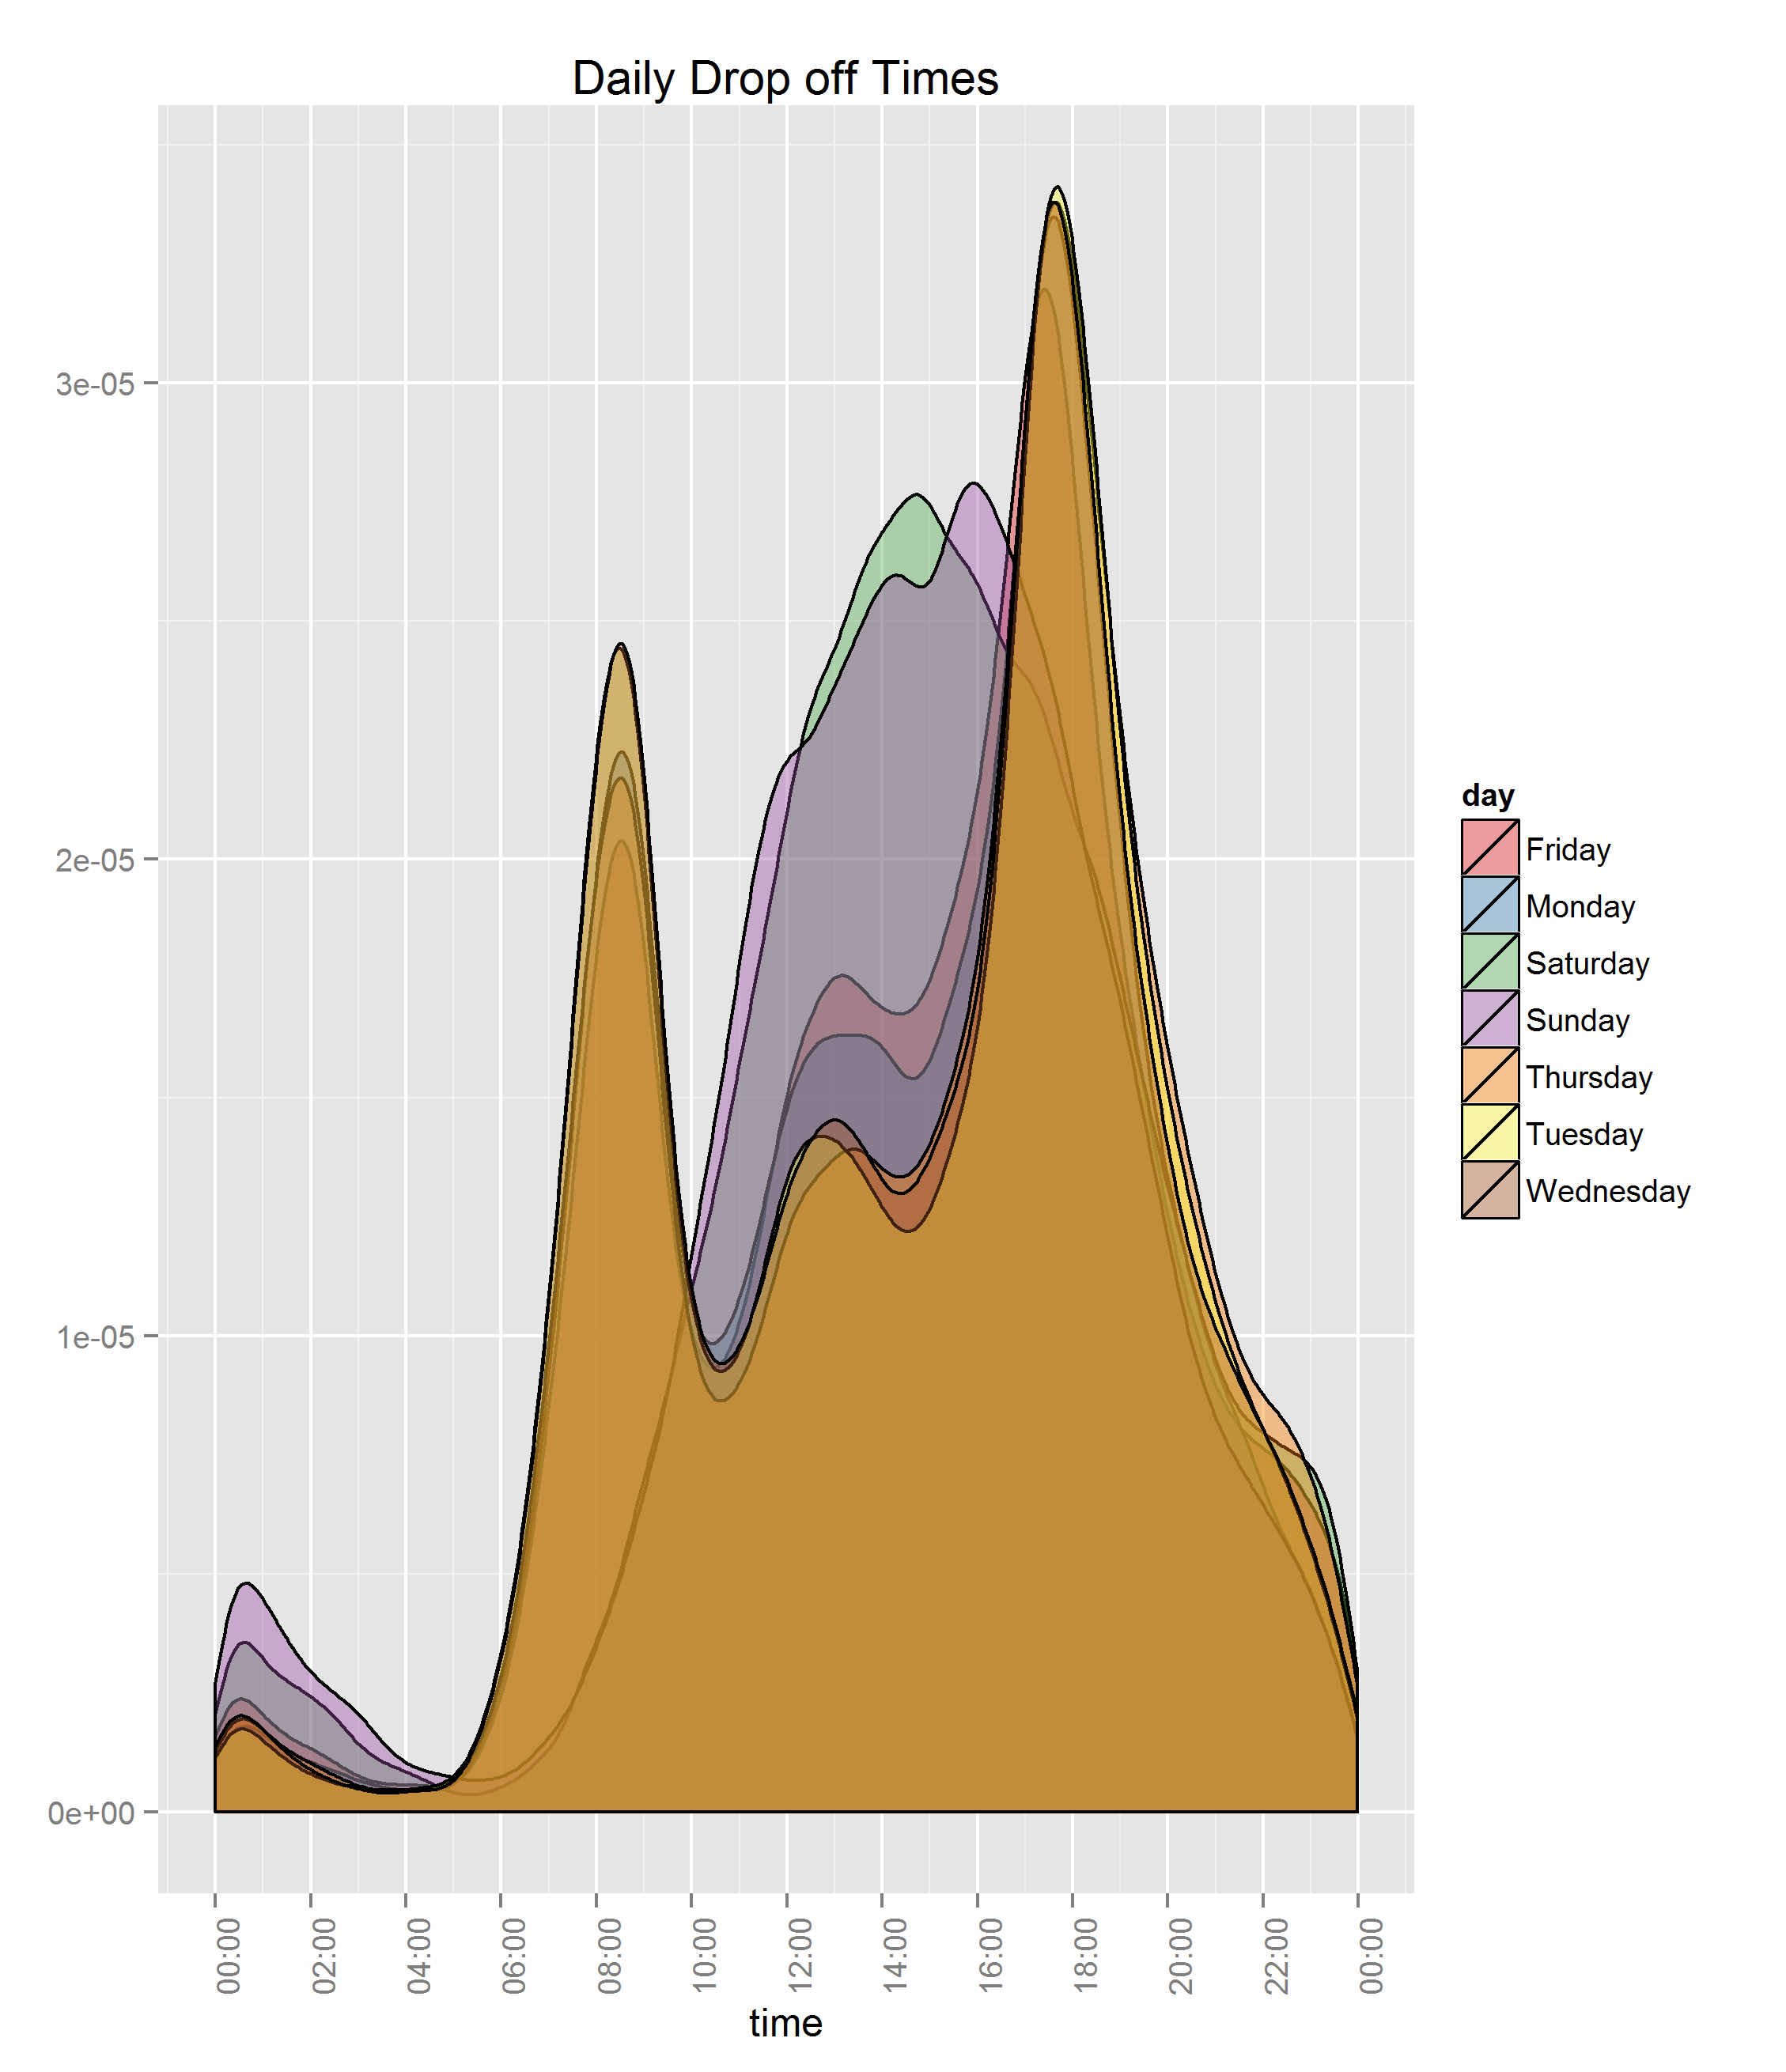 Daily Drop off Times
3e-05
2e-05
1e-05
0e+00
00:00
02:00
04:00
06:00
08:00
10:00
12:00
14:00
16:00
18:00
20:00
22:00
00:00
time
day
Friday
Monday
Saturday
Sunday
Thursday
Tuesday
Wednesday